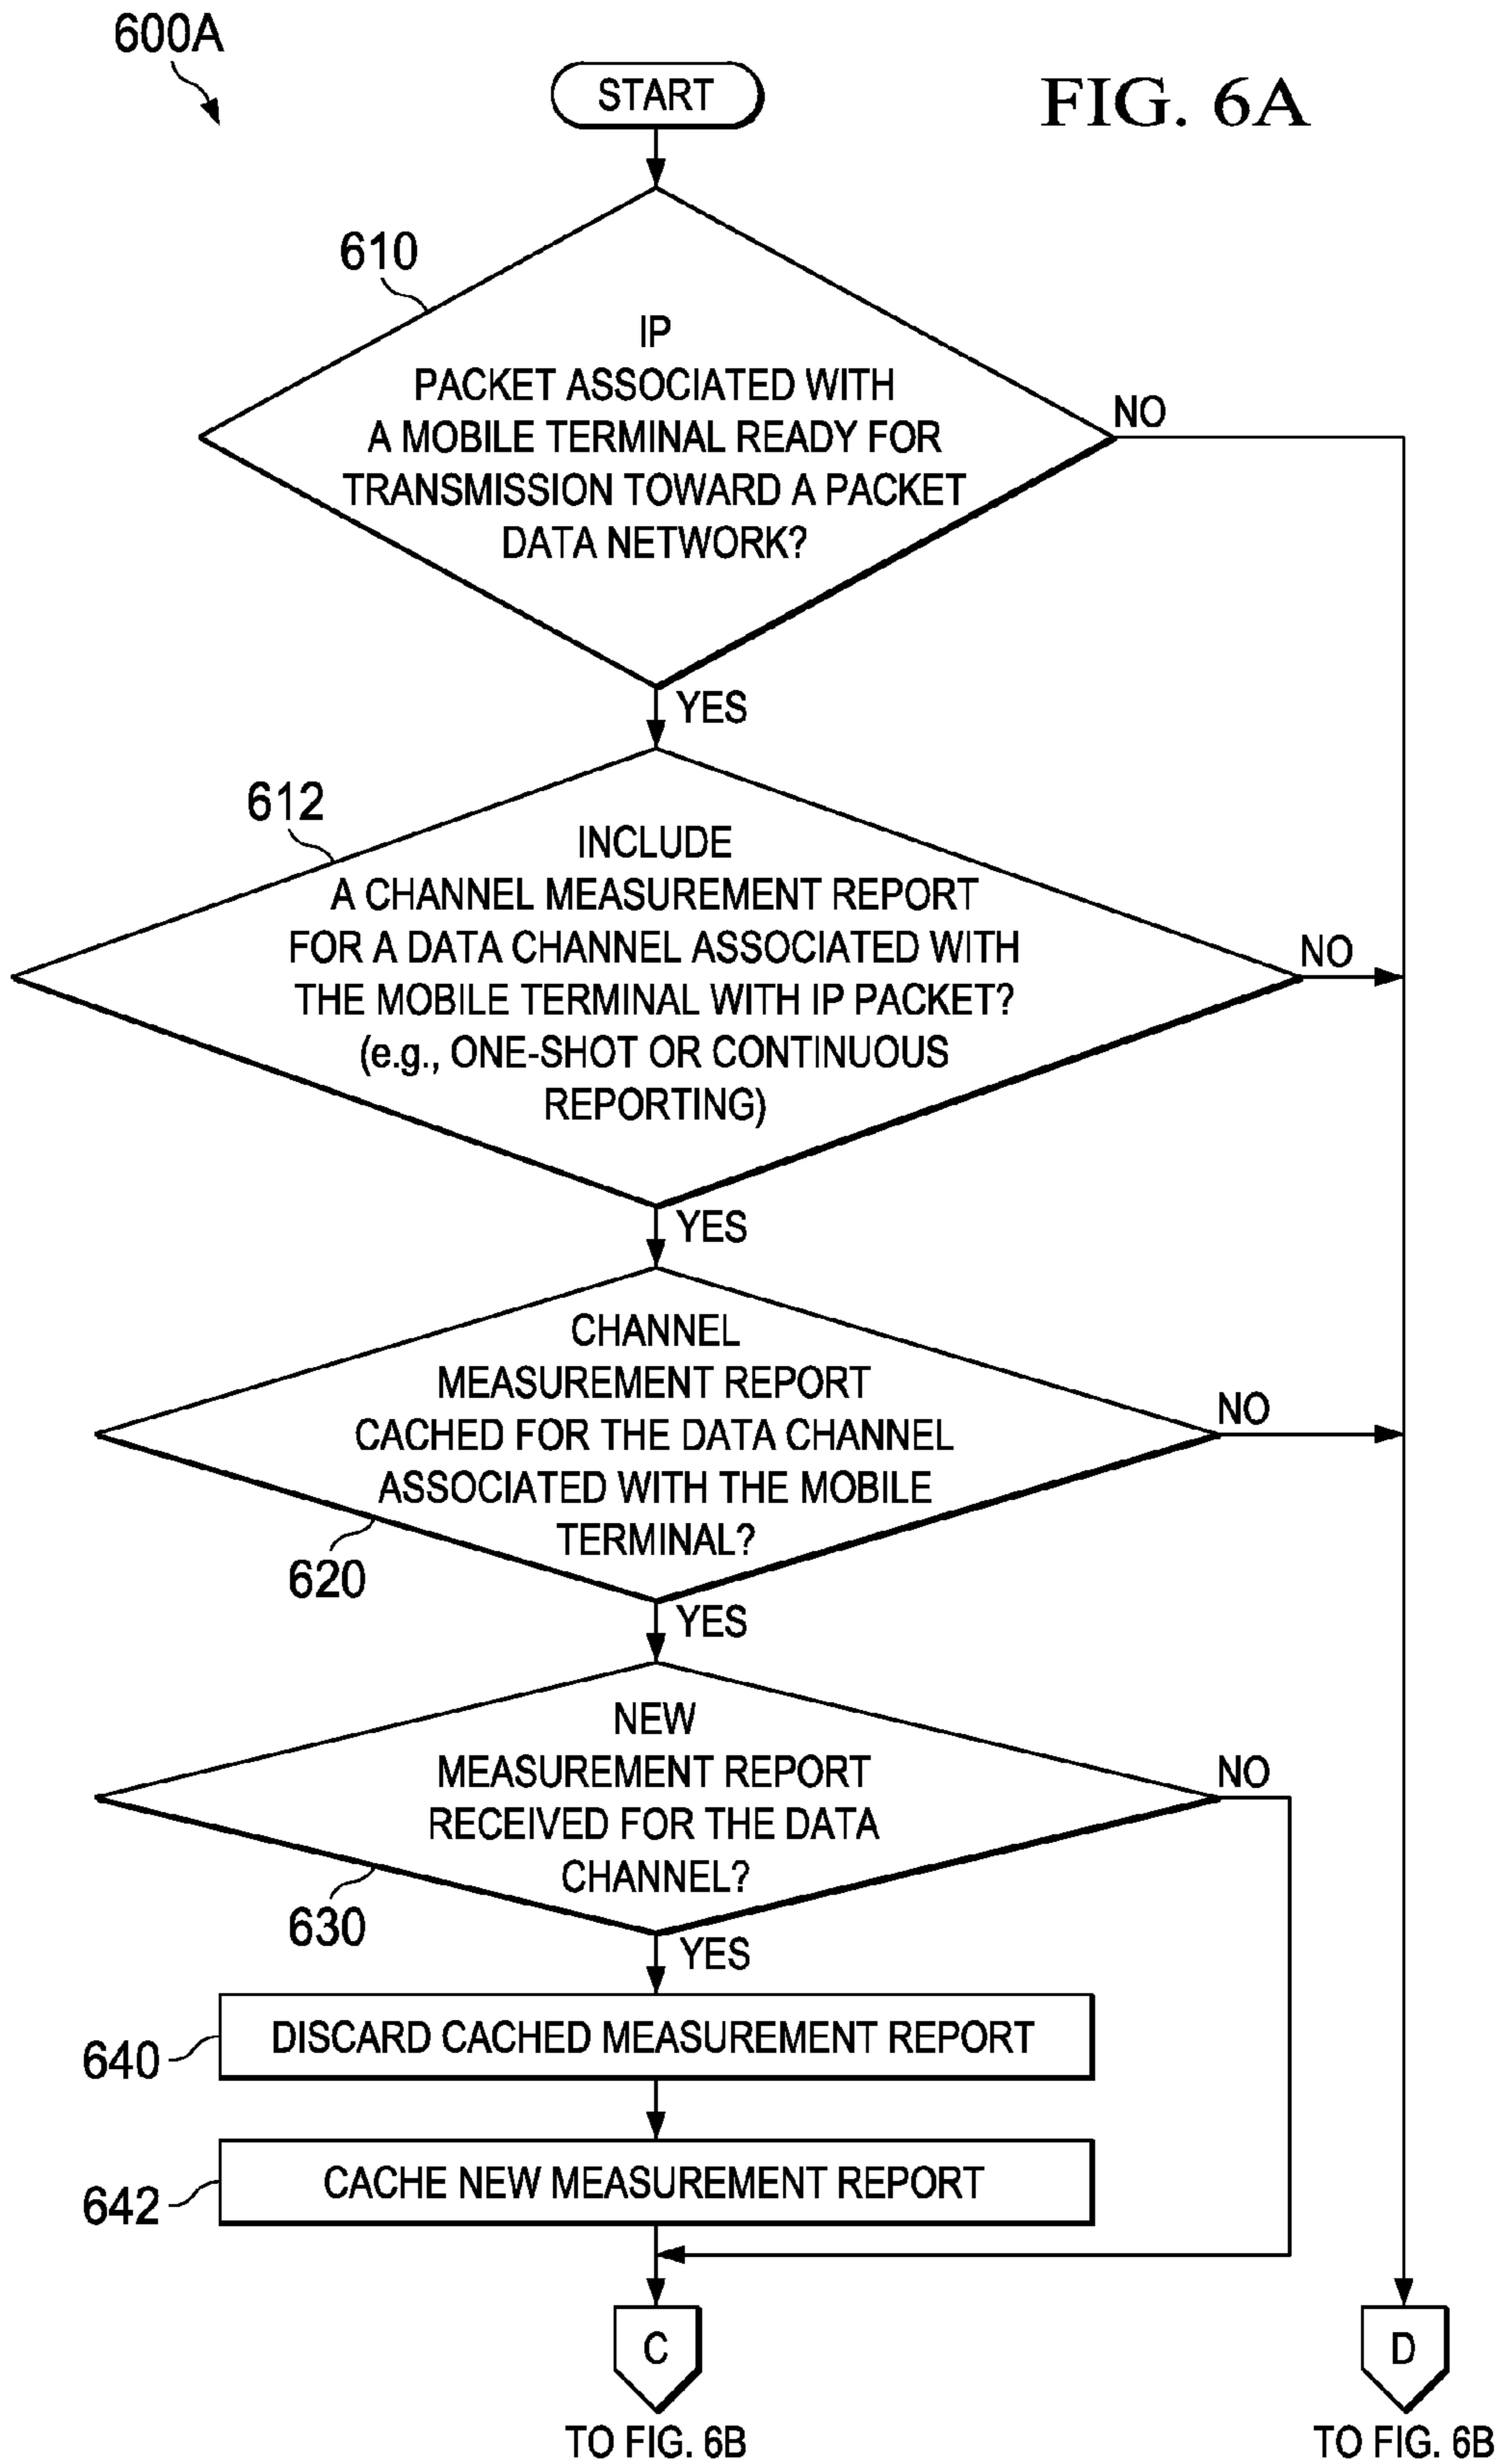 600A
START
FIG. 6A
610
IP
PACKET ASSOCIATED WITH
A MOBILE TERMINAL READY FOR
TRANSMISSION TOWARD A PACKET
DATA NETWORK?
NO
YES
612
INCLUDE
A CHANNEL MEASUREMENT REPORT
FOR A DATA CHANNEL ASSOCIATED WITH
THE MOBILE TERMINAL WITH IP PACKET?
(e.g., ONE-SHOT OR CONTINUOUS
REPORTING)
NO
YES
CHANNEL
MEASUREMENT REPORT
CACHED FOR THE DATA CHANNEL
ASSOCIATED WITH THE MOBILE
TERMINAL?
NO
620
YES
NEW
MEASUREMENT REPORT
RECEIVED FOR THE DATA
CHANNEL?
NO
630
YES
DISCARD CACHED MEASUREMENT REPORT
640
CACHE NEW MEASUREMENT REPORT
642
C
D
TO FIG. 6B
TO FIG. 6B